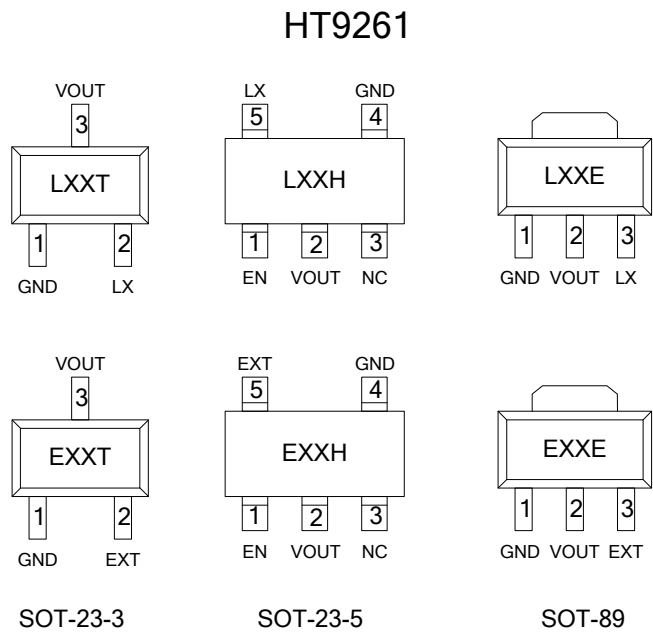 HT9261
VOUT
3
LXXT
1 2
GND LX
LX GND
5 4
LXXH
1 2 3
EN VOUT NC
LXXE
1 2 3
GND VOUT LX
VOUT
3
EXXT
1 2
GND EXT
EXT GND
5 4
EXXH
1 2 3
EN VOUT NC
EXXE
1 2 3
GND VOUT EXT
SOT-23-3 SOT-23-5 SOT-89